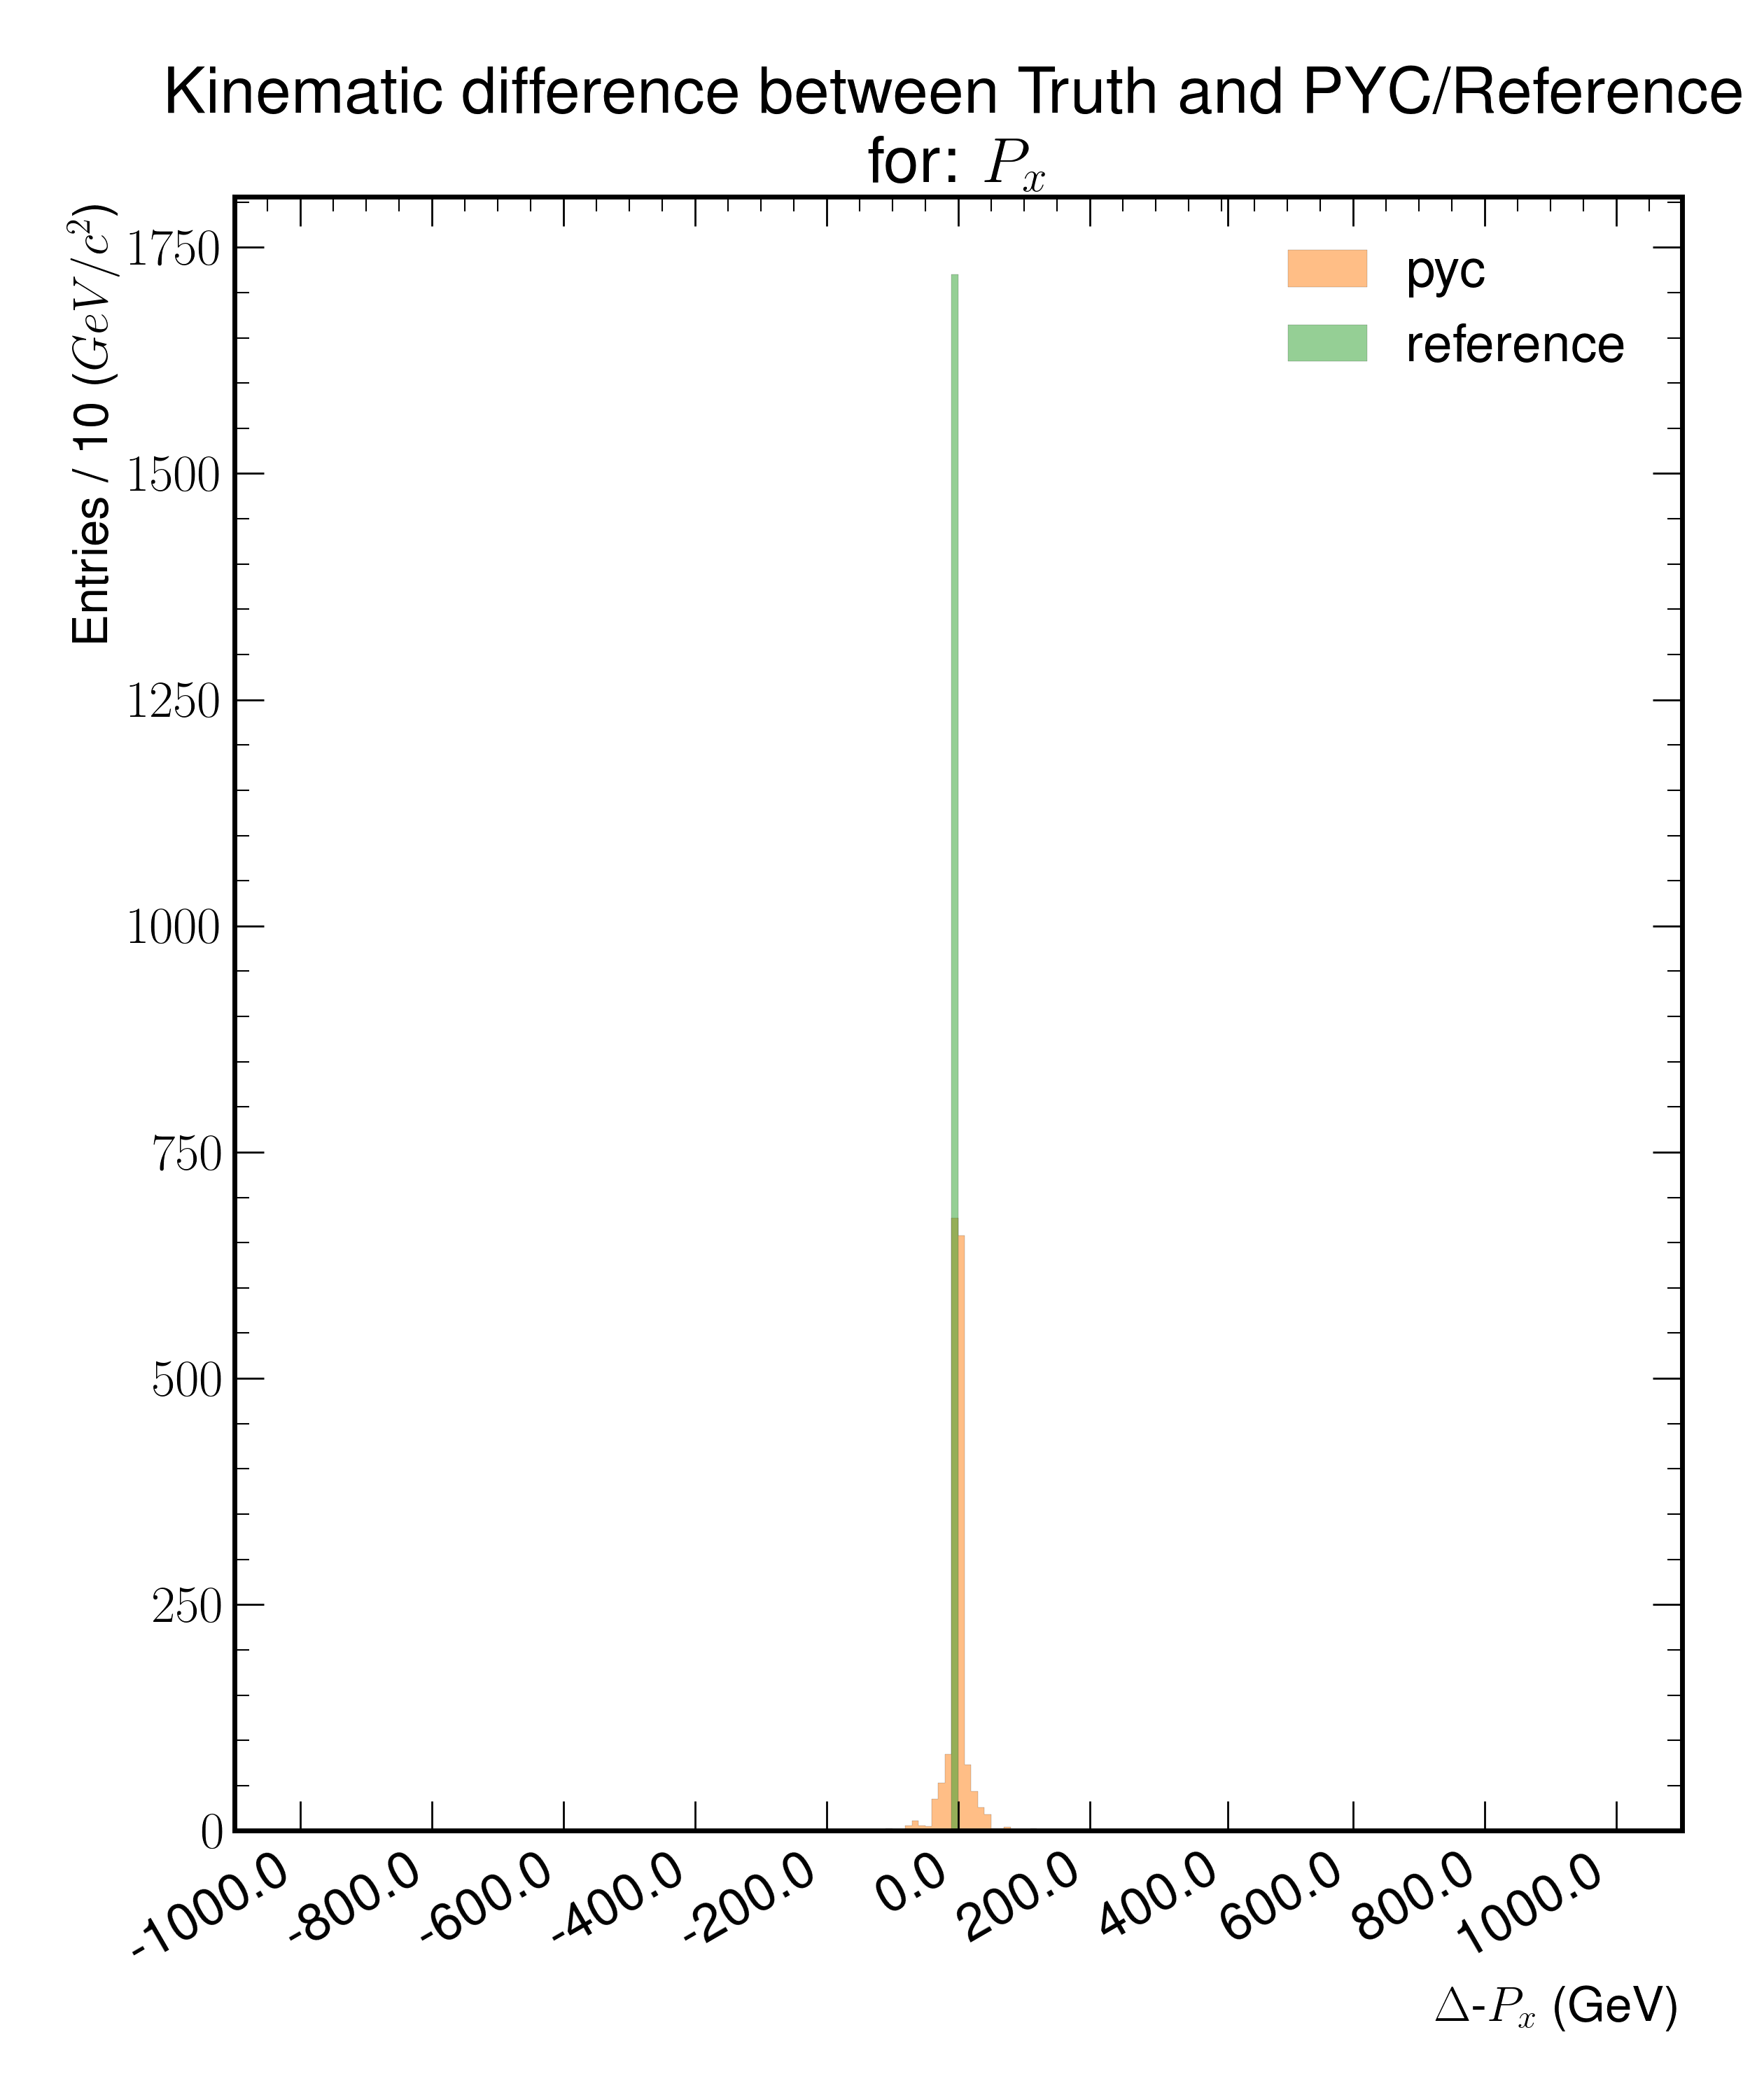 Kinematic difference between Truth and PYC/Reference
for: P_x
Entries / 10 (GeV/c²)
pyc
reference
1750
1500
1250
1000
750
500
250
0
-1000.0 -800.0 -600.0 -400.0 -200.0 0.0 200.0 400.0 600.0 800.0 1000.0
Δ-P_x (GeV)